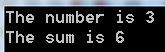 The number is 3
The sum is 6